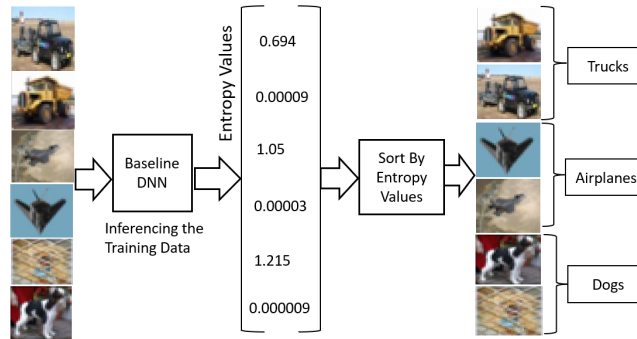 Entropy Values
0.694
0.00009
1.05
0.00003
1.215
0.000009
Baseline
DNN
Inferencing the
Training Data
Sort By
Entropy
Values
Trucks
Airplanes
Dogs